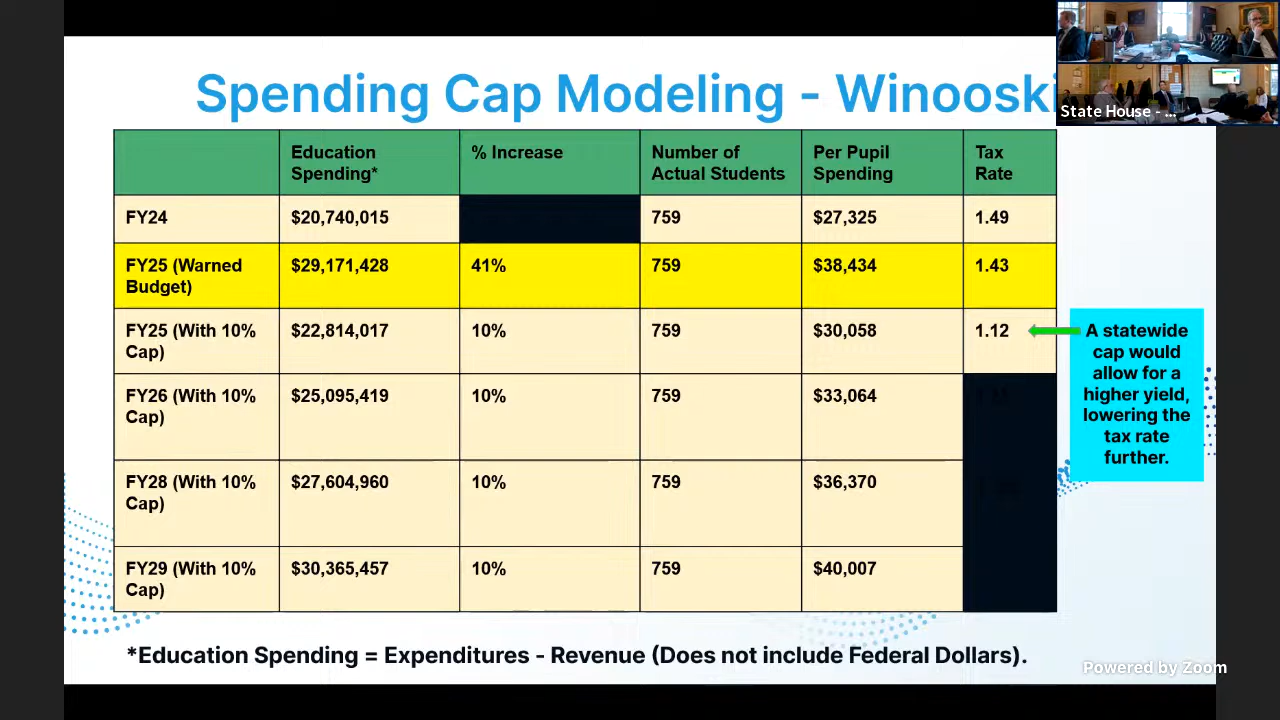 Spending Cap Modeling - Winooski
State House - ...
Education Spending* % Increase Number of Actual Students Per Pupil Spending Tax Rate
FY24 $20,740,015 759 $27,325 1.49
FY25 (Warned Budget) $29,171,428 41% 759 $38,434 1.43
FY25 (With 10% Cap) $22,814,017 10% 759 $30,058 1.12
FY26 (With 10% Cap) $25,095,419 10% 759 $33,064
FY28 (With 10% Cap) $27,604,960 10% 759 $36,370
FY29 (With 10% Cap) $30,365,457 10% 759 $40,007
A statewide
cap would
allow for a
higher yield,
lowering the
tax rate
further.
*Education Spending = Expenditures - Revenue (Does not include Federal Dollars).
Powered by Zoom